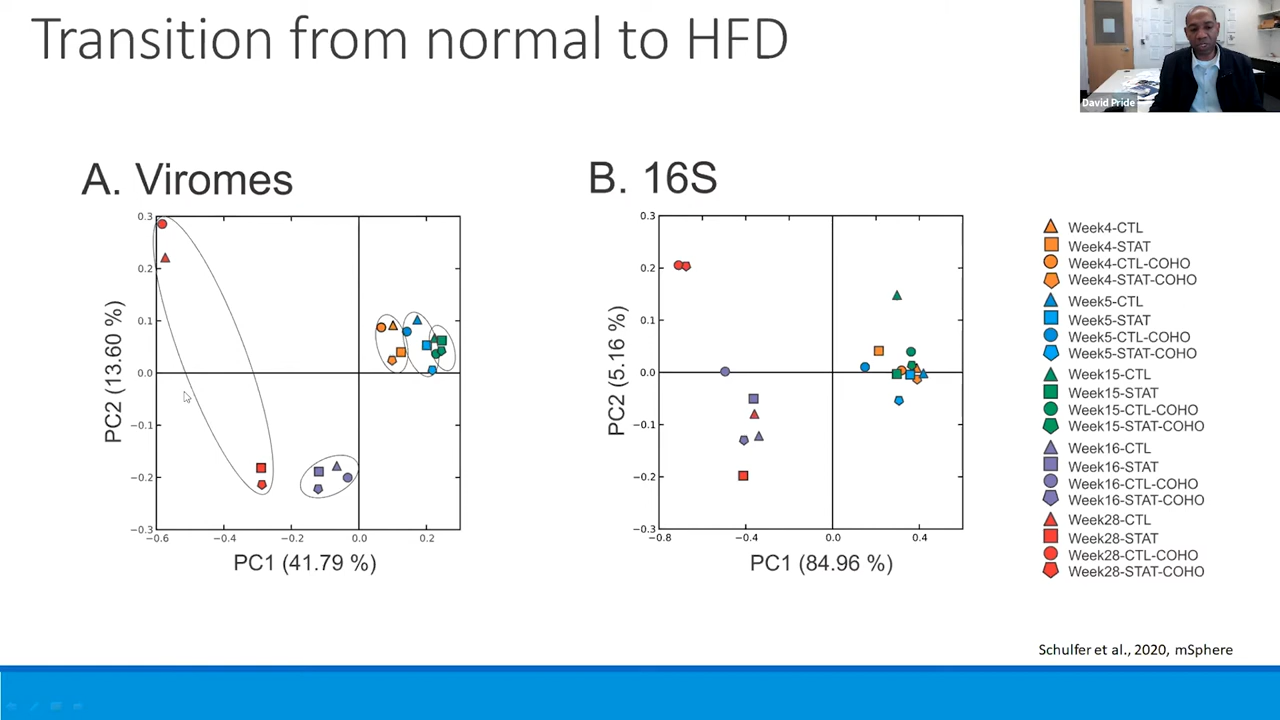 Transition from normal to HFD
David Pride
A. Viromes
0.3
0.2
0.1
0.0
−0.1
−0.2
−0.3
−0.6
−0.4
−0.2
0.0
0.2
PC2 (13.60 %)
PC1 (41.79 %)
B. 16S
0.3
0.2
0.1
0.0
−0.1
−0.2
−0.3
−0.8
−0.4
0.0
0.4
PC2 (5.16 %)
PC1 (84.96 %)
Week4-CTL
Week4-STAT
Week4-CTL-COHO
Week4-STAT-COHO
Week5-CTL
Week5-STAT
Week5-CTL-COHO
Week5-STAT-COHO
Week15-CTL
Week15-STAT
Week15-CTL-COHO
Week15-STAT-COHO
Week16-CTL
Week16-STAT
Week16-CTL-COHO
Week16-STAT-COHO
Week28-CTL
Week28-STAT
Week28-CTL-COHO
Week28-STAT-COHO
Schulfer et al., 2020, mSphere